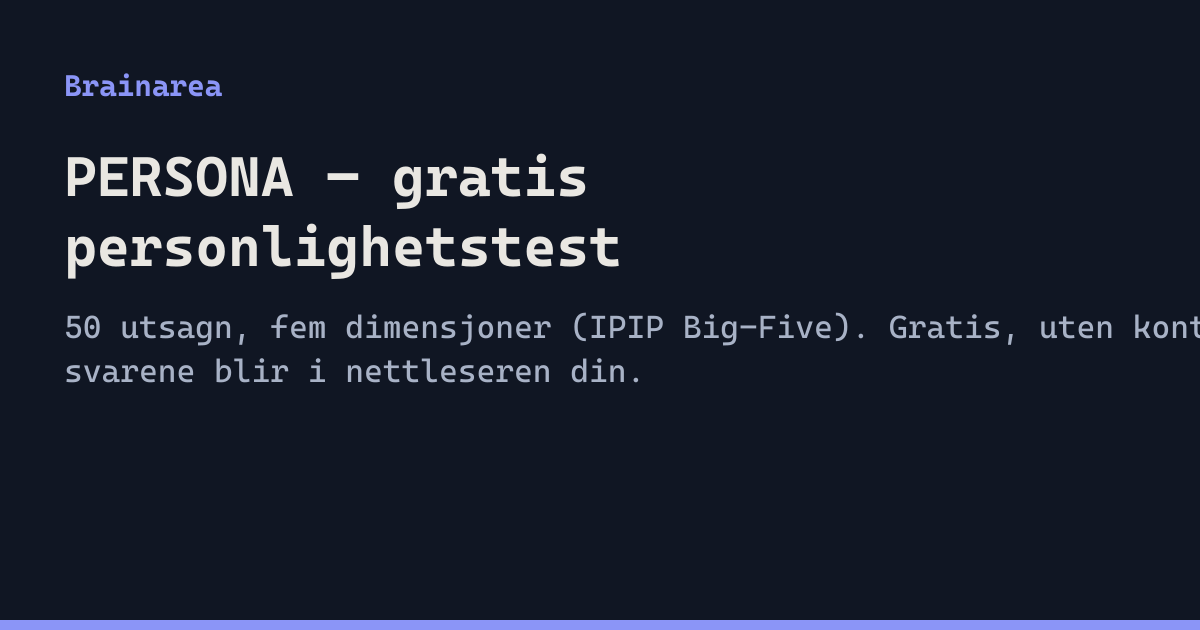 Brainarea
PERSONA – gratis
personlighetstest
50 utsagn, fem dimensjoner (IPIP Big–Five). Gratis, uten
svarene blir i nettleseren din.